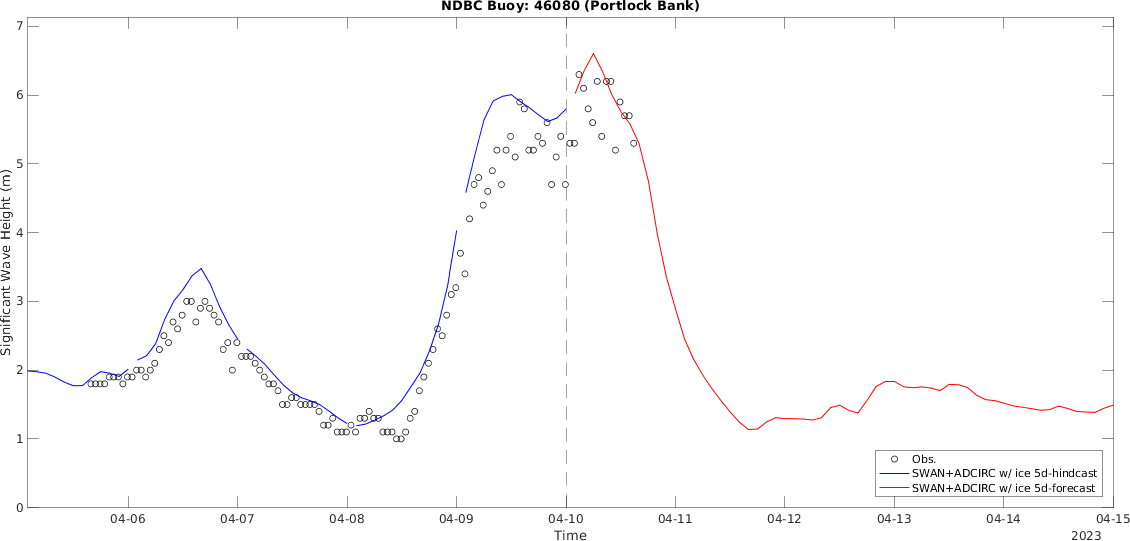 NDBC Buoy: 46080 (Portlock Bank)
7
6
5
4
3
2
1
0
Significant Wave Height (m)
04-06 04-07 04-08 04-09 04-10 04-11 04-12 04-13 04-14 04-15
Time
2023
Obs.
SWAN+ADCIRC w/ ice 5d-hindcast
SWAN+ADCIRC w/ ice 5d-forecast